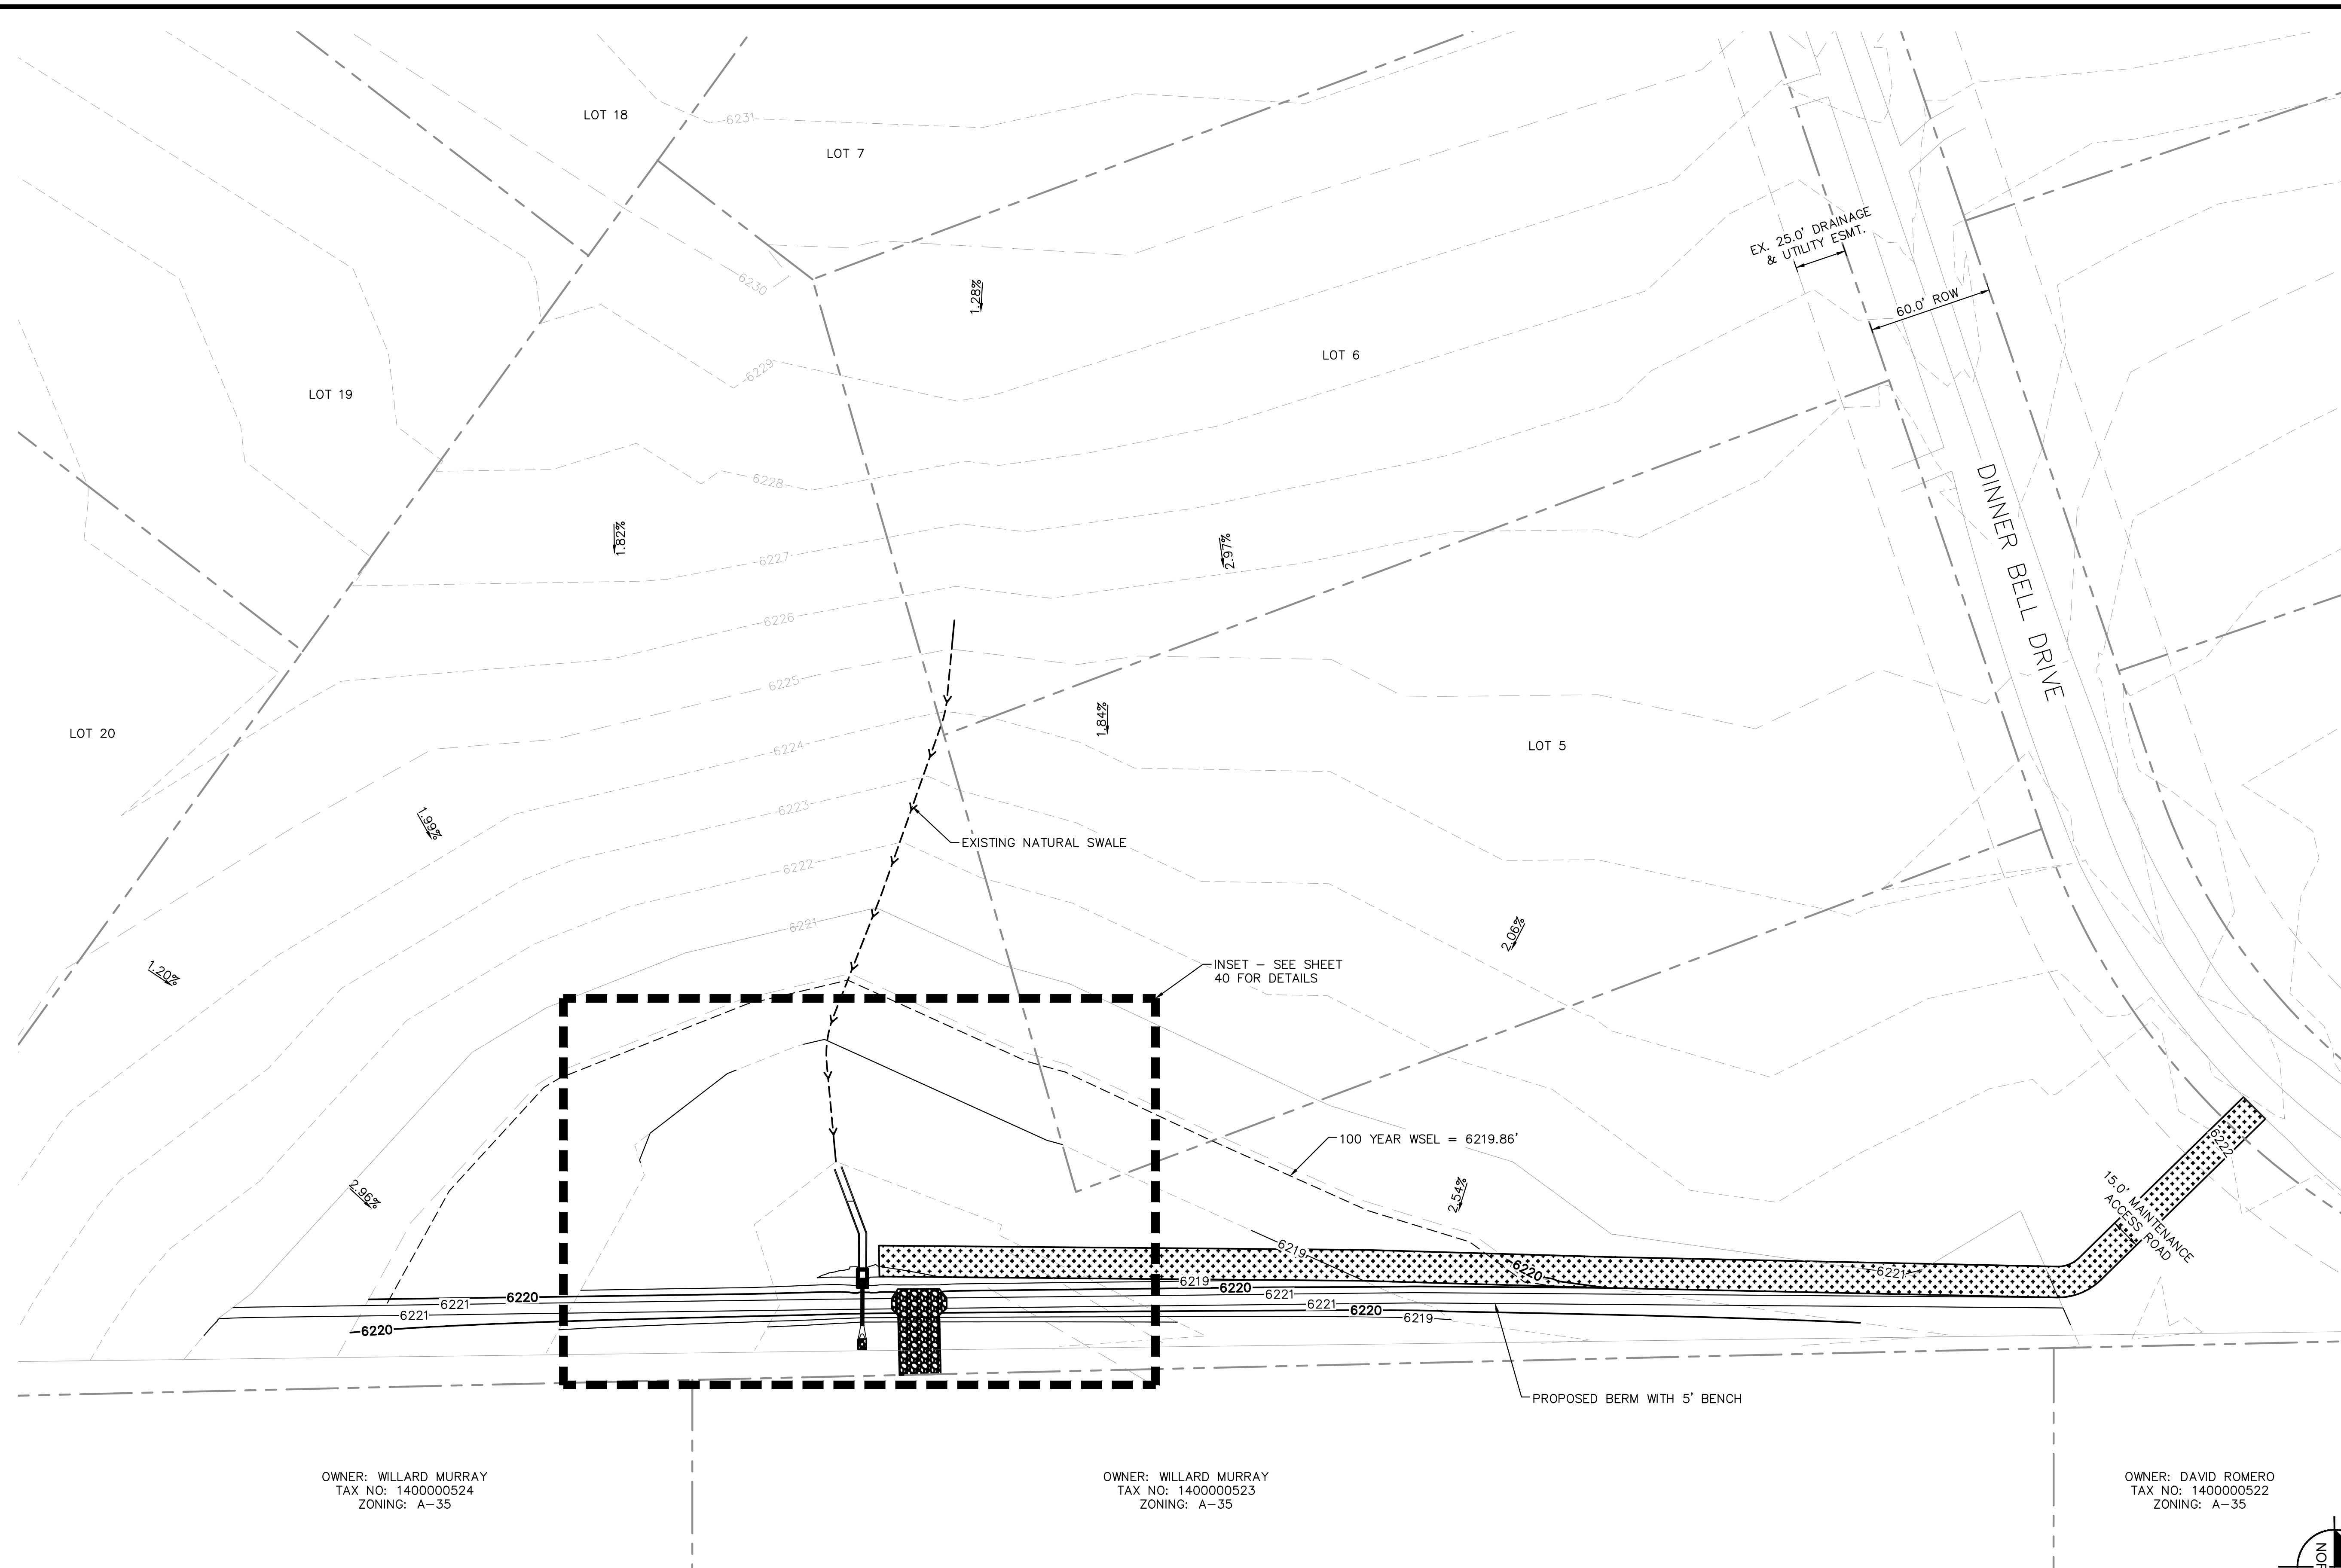 LOT 18
6231
LOT 7
EX. 25.0' DRAINAGE
& UTILITY ESMT.
6230
1.28%
60.0' ROW
LOT 6
6229
LOT 19
6228
DINNER BELL DRIVE
1.82%
2.97%
6227
6226
6225
1.84%
LOT 20
6224
LOT 5
6223
1.99%
EXISTING NATURAL SWALE
6222
6221
2.06%
1.20%
INSET - SEE SHEET
40 FOR DETAILS
100 YEAR WSEL = 6219.86'
6222
2.96%
2.54%
15.0' MAINTENANCE
ACCESS ROAD
6219
6220
6221
6219
6220
6220
6221
6221
6221
6221
6220
6220
6219
PROPOSED BERM WITH 5' BENCH
OWNER: WILLARD MURRAY
TAX NO: 1400000524
ZONING: A-35
OWNER: WILLARD MURRAY
TAX NO: 1400000523
ZONING: A-35
OWNER: DAVID ROMERO
TAX NO: 1400000522
ZONING: A-35
NOR